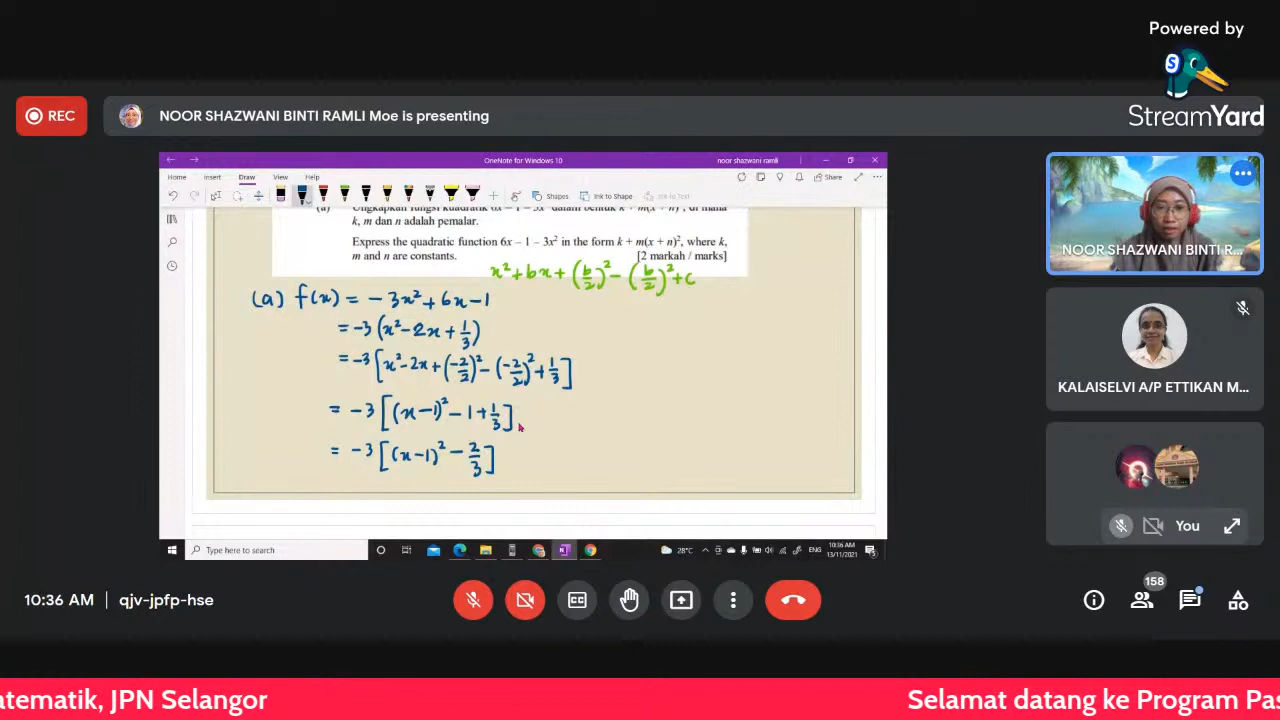 Powered by
StreamYard
REC
NOOR SHAZWANI BINTI RAMLI Moe is presenting
OneNote for Windows 10
noor shazwani ramli
Home Insert Draw View Help
Share
Shapes
Ink to Shape
Ink to Text
(a) Ungkapkan fungsi kuadratik 6x − 1 − 3x² dalam bentuk k + m(x + n)², di mana
k, m dan n adalah pemalar.
Express the quadratic function 6x − 1 − 3x² in the form k + m(x + n)², where k,
m and n are constants. [2 markah / marks]
x² + bx + (b/2)² − (b/2)² + c
(a) f(x) = −3x² + 6x − 1
= −3(x² − 2x + 1/3)
= −3[x² − 2x + (−2/2)² − (−2/2)² + 1/3]
= −3[(x−1)² − 1 + 1/3]
= −3[(x−1)² − 2/3]
Type here to search
28°C
ENG
10:36 AM
13/11/2021
NOOR SHAZWANI BINTI R...
KALAISELVI A/P ETTIKAN M...
You
10:36 AM
qjv-jpfp-hse
CC
158
atematik, JPN Selangor
Selamat datang ke Program Pas